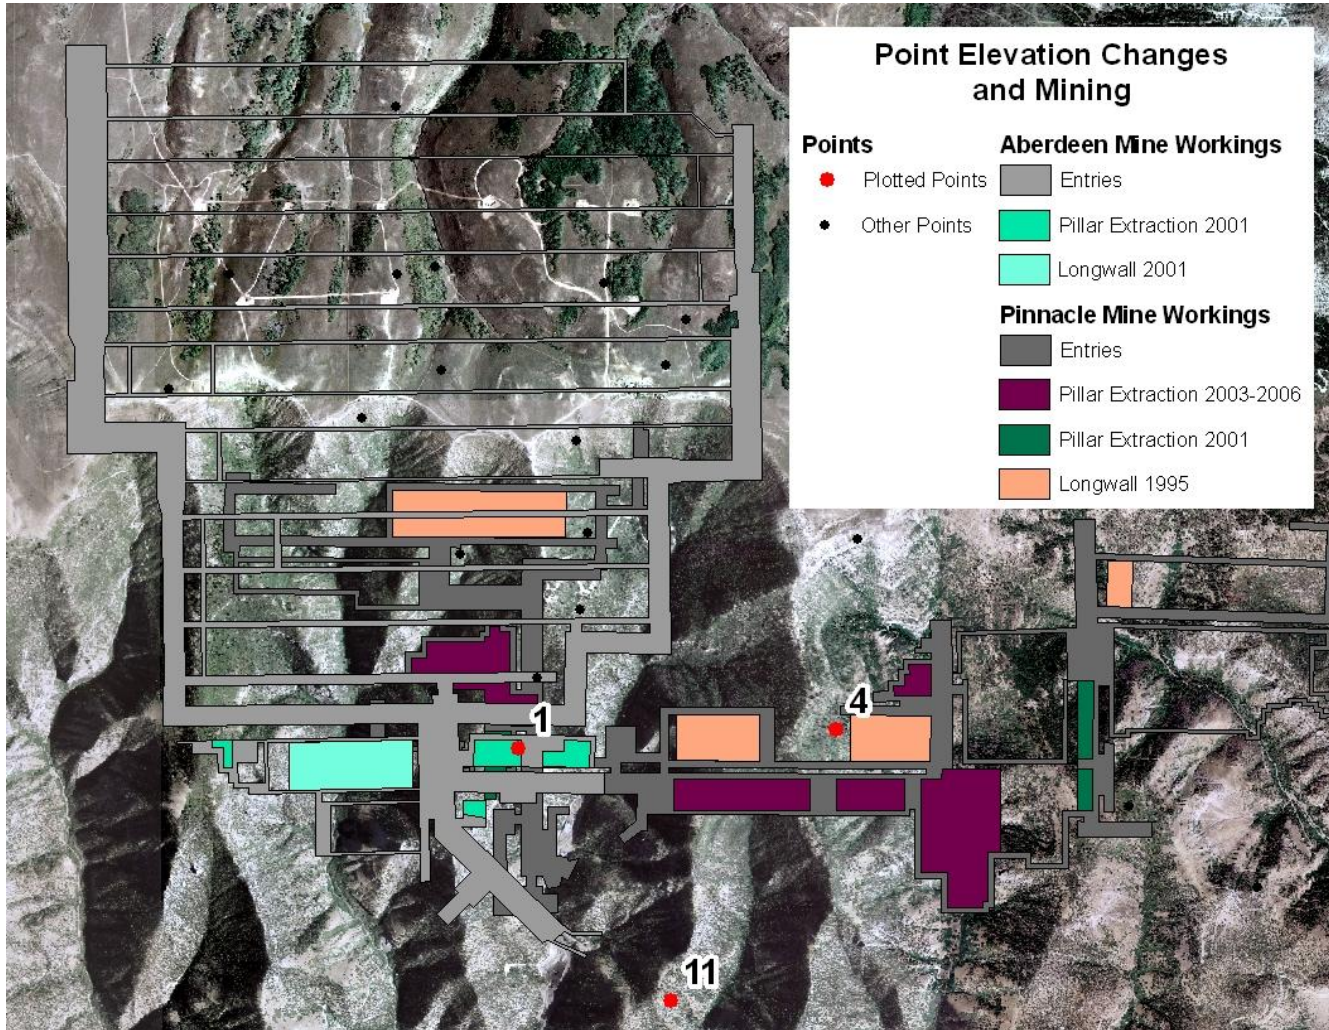 Point Elevation Changes
and Mining
Points
Plotted Points
Other Points
Aberdeen Mine Workings
Entries
Pillar Extraction 2001
Longwall 2001
Pinnacle Mine Workings
Entries
Pillar Extraction 2003-2006
Pillar Extraction 2001
Longwall 1995
4
1
11